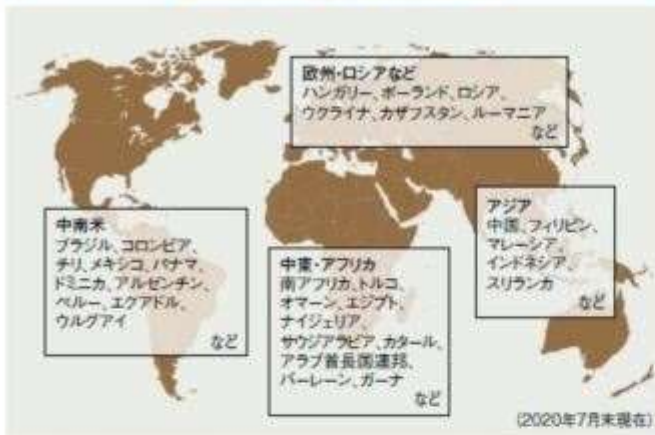 欧州・ロシアなど
ハンガリー、ポーランド、ロシア、
ウクライナ、カザフスタン、ルーマニア
など
中南米
ブラジル、コロンビア、
チリ、メキシコ、パナマ、
ドミニカ、アルゼンチン、
ペルー、エクアドル、
ウルグアイ
など
中東・アフリカ
南アフリカ、トルコ、
オマーン、エジプト、
ナイジェリア、
サウジアラビア、カタール、
アラブ首長国連邦、
バーレーン、ガーナ
など
アジア
中国、フィリピン、
マレーシア、
インドネシア、
スリランカ
など
(2020年7月末現在)